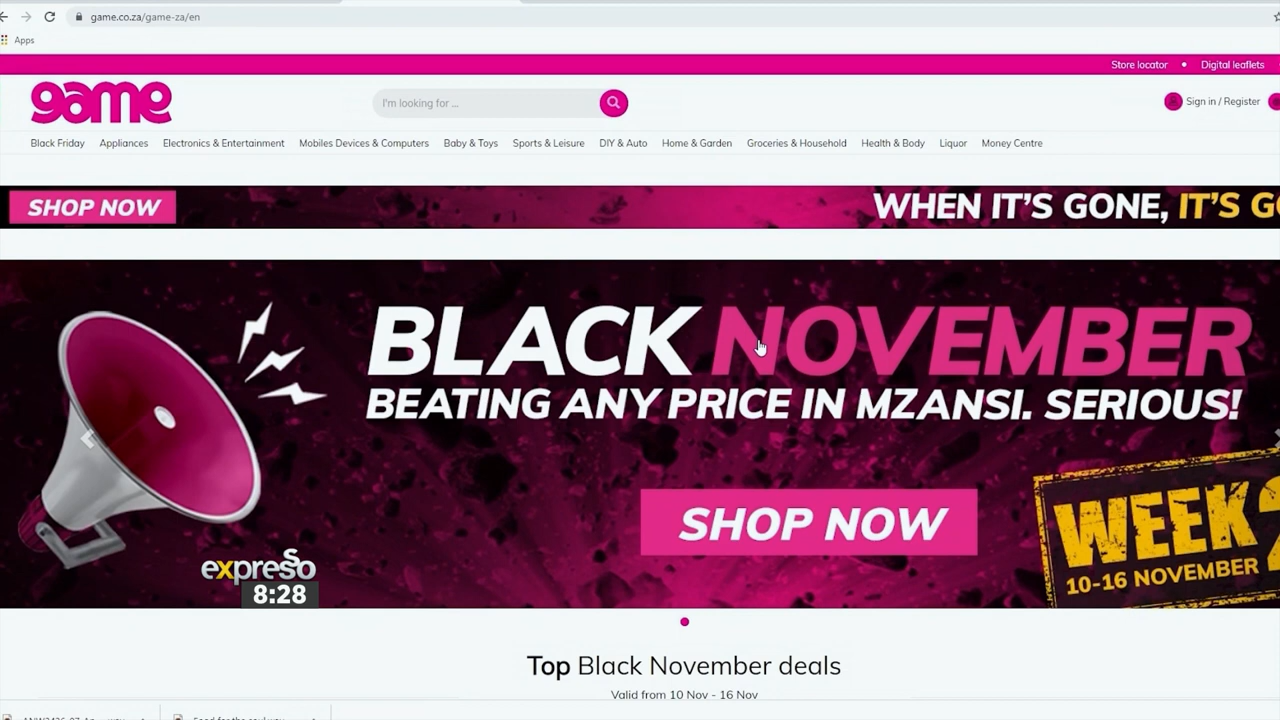 game.co.za/game-za/en
Apps
Store locator • Digital leaflets
game
I'm looking for ...
Sign in / Register
Black Friday Appliances Electronics & Entertainment Mobiles Devices & Computers Baby & Toys Sports & Leisure DIY & Auto Home & Garden Groceries & Household Health & Body Liquor Money Centre
SHOP NOW
WHEN IT'S GONE, IT'S
BLACK NOVEMBER
BEATING ANY PRICE IN MZANSI. SERIOUS!
SHOP NOW
WEEK 2
10-16 NOVEMBER
expresso
8:28
Top Black November deals
Valid from 10 Nov - 16 Nov